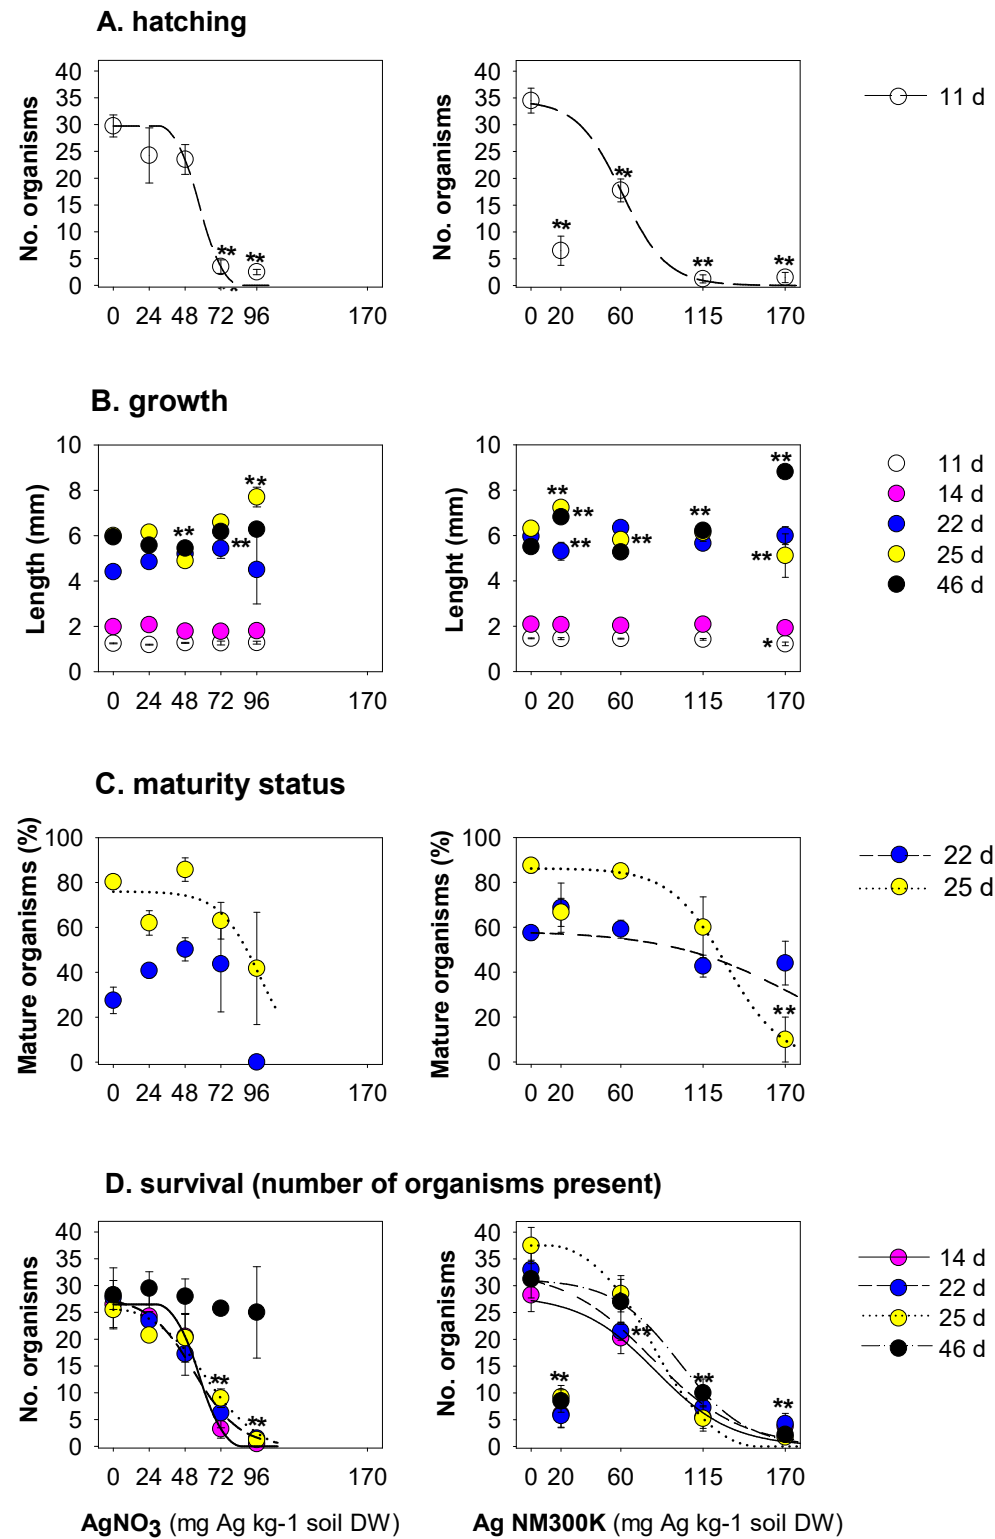 A. hatching
No. organisms
40
35
30
25
20
15
10
5
0
** **
**
0 24 48 72 96 170
No. organisms
40
35
30
25
20
15
10
5
0
**
**
**
**
0 20 60 115 170
11 d
B. growth
Length (mm)
10
8
6
4
2
0
**
**
**
0 24 48 72 96 170
Lenght (mm)
10
8
6
4
2
0
**
**
**
**
**
**
**
*
0 20 60 115 170
11 d
14 d
22 d
25 d
46 d
C. maturity status
Mature organisms (%)
100
80
60
40
20
0
0 24 48 72 96 170
Mature organisms (%)
100
80
60
40
20
0
**
0 20 60 115 170
22 d
25 d
D. survival (number of organisms present)
No. organisms
40
35
30
25
20
15
10
5
0
**
**
0 24 48 72 96 170
AgNO3 (mg Ag kg-1 soil DW)
No. organisms
40
35
30
25
20
15
10
5
0
**
**
**
**
0 20 60 115 170
Ag NM300K (mg Ag kg-1 soil DW)
14 d
22 d
25 d
46 d